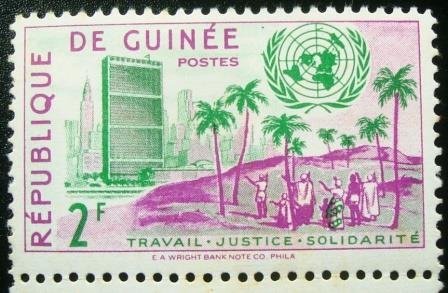 RÉPUBLIQUE
DE GUINÉE
POSTES
2F
TRAVAIL · JUSTICE · SOLIDARITÉ
E. A. WRIGHT BANK NOTE CO. PHILA